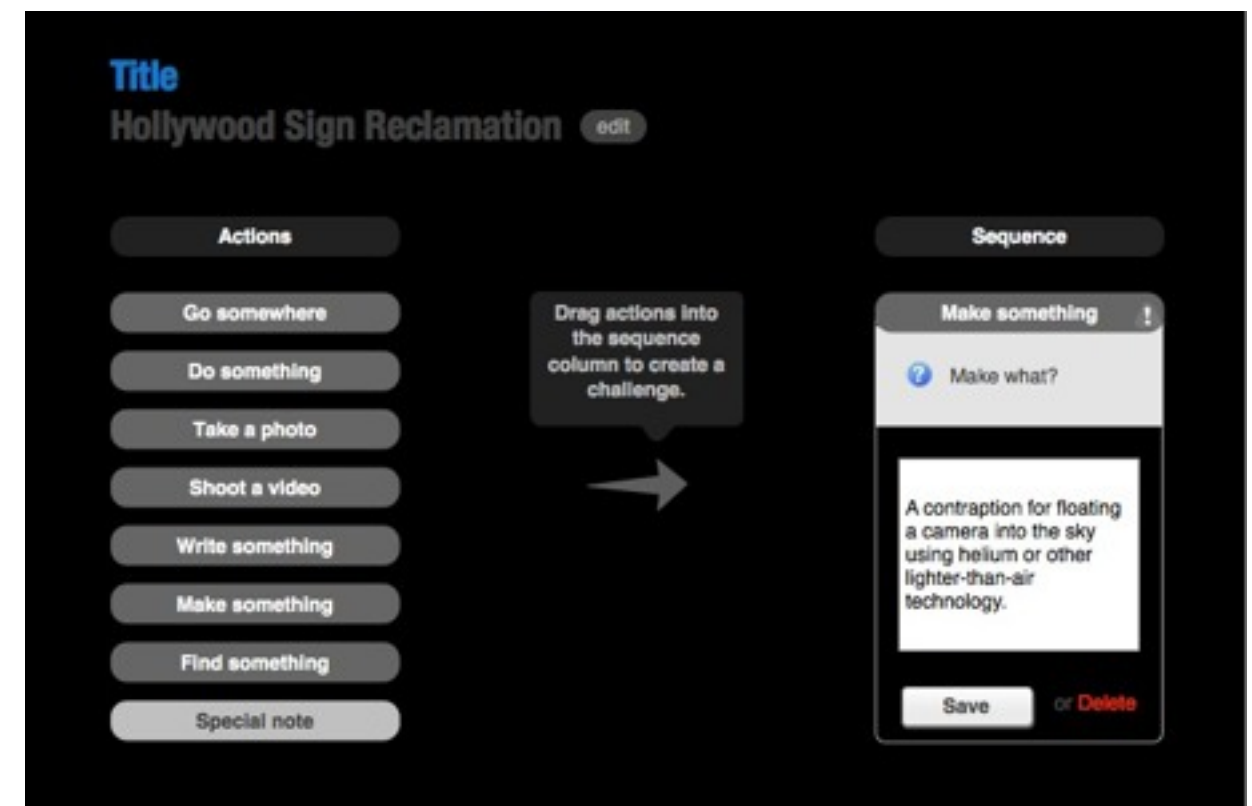 Title
Hollywood Sign Reclamation edit
Actions
Go somewhere
Do something
Take a photo
Shoot a video
Write something
Make something
Find something
Special note
Drag actions into
the sequence
column to create a
challenge.
Sequence
Make something !
? Make what?
A contraption for floating
a camera into the sky
using helium or other
lighter-than-air
technology.
Save or Delete